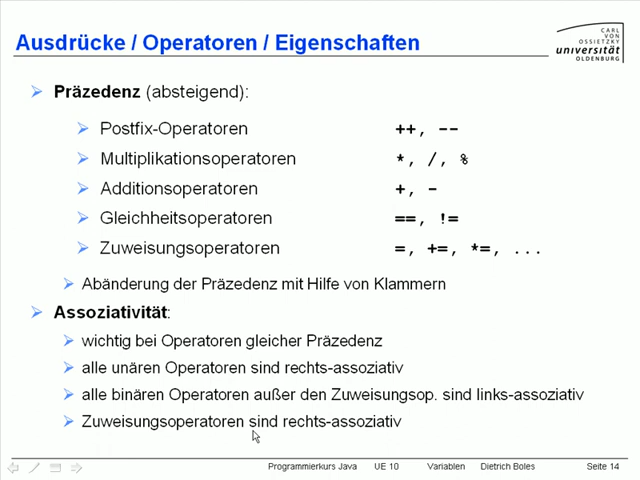 Ausdrücke / Operatoren / Eigenschaften
CARL
VON
OSSIETZKY
universität
OLDENBURG
Präzedenz (absteigend):
Postfix-Operatoren ++, --
Multiplikationsoperatoren *, /, %
Additionsoperatoren +, -
Gleichheitsoperatoren ==, !=
Zuweisungsoperatoren =, +=, *=, ...
Abänderung der Präzedenz mit Hilfe von Klammern
Assoziativität:
wichtig bei Operatoren gleicher Präzedenz
alle unären Operatoren sind rechts-assoziativ
alle binären Operatoren außer den Zuweisungsop. sind links-assoziativ
Zuweisungsoperatoren sind rechts-assoziativ
Programmierkurs Java UE 10 Variablen Dietrich Boles Seite 14